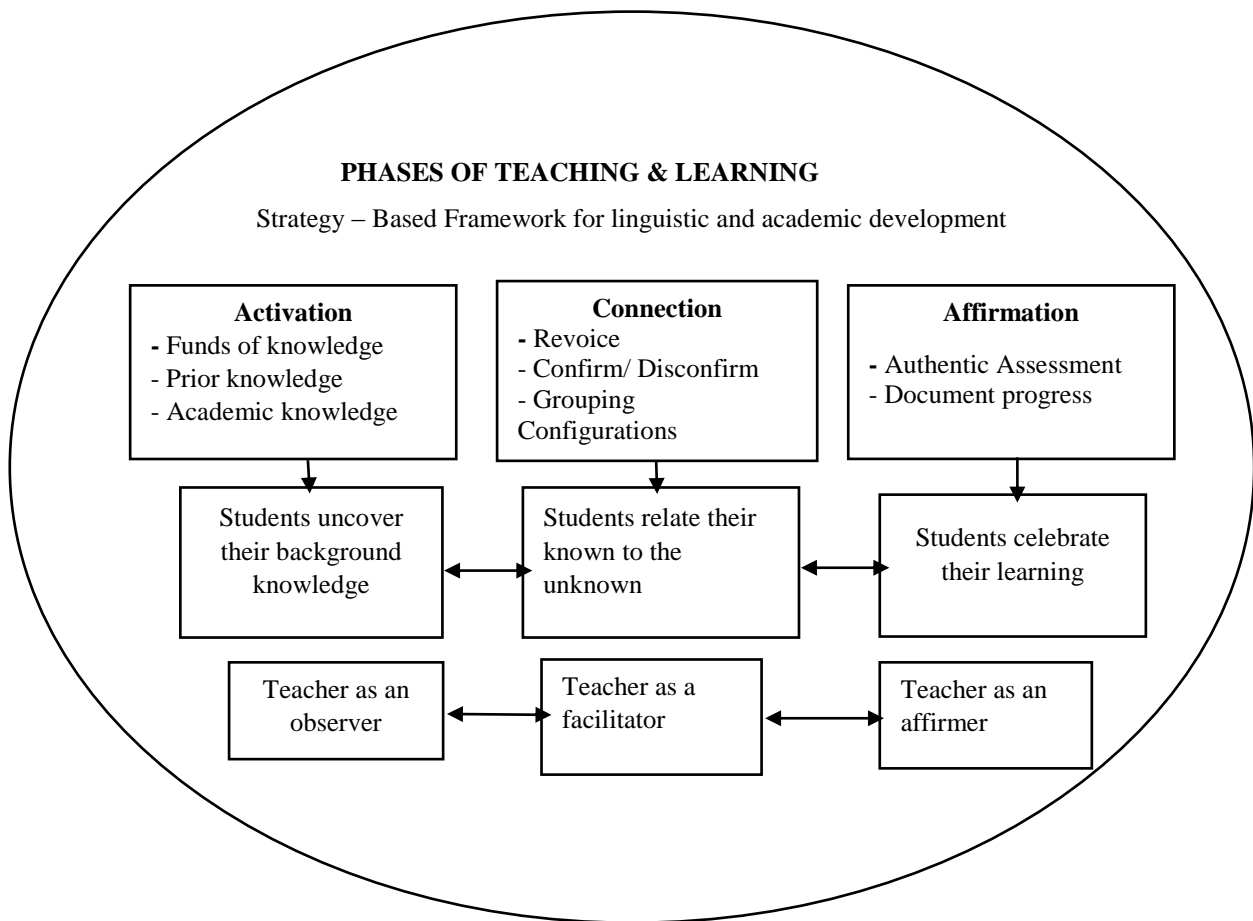 PHASES OF TEACHING & LEARNING
Strategy – Based Framework for linguistic and academic development
Activation
- Funds of knowledge
- Prior knowledge
- Academic knowledge
Connection
- Revoice
- Confirm/ Disconfirm
- Grouping
Configurations
Affirmation
- Authentic Assessment
- Document progress
Students uncover
their background
knowledge
Students relate their
known to the
unknown
Students celebrate
their learning
Teacher as an
observer
Teacher as a
facilitator
Teacher as an
affirmer